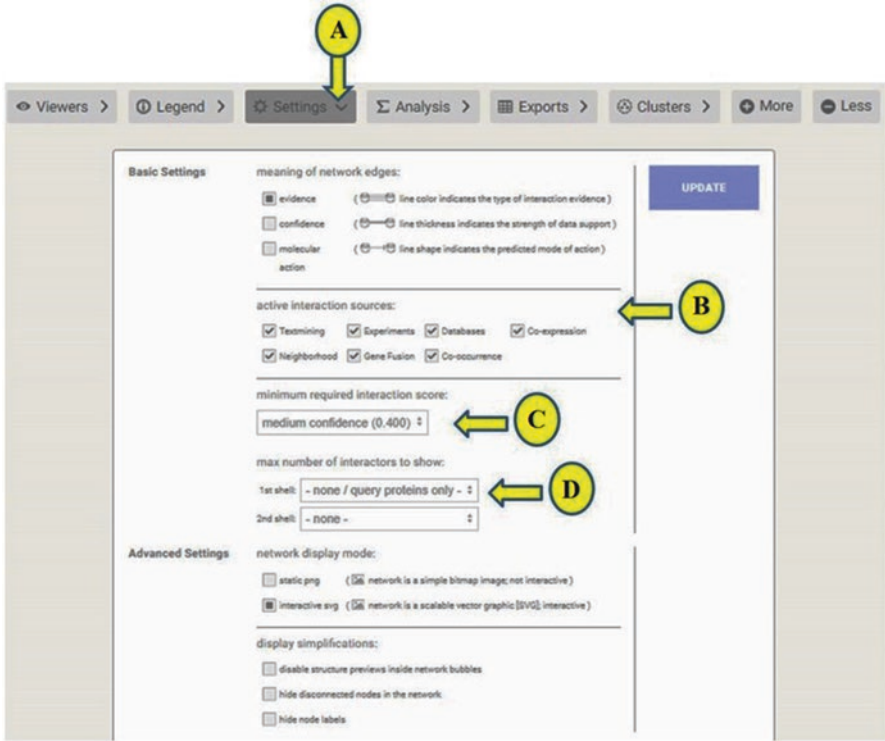 A
Viewers > Legend > Settings Analysis > Exports > Clusters > More Less
Basic Settings meaning of network edges: UPDATE
evidence ( line color indicates the type of interaction evidence )
confidence ( line thickness indicates the strength of data support )
molecular action ( line shape indicates the predicted mode of action )
active interaction sources: B
Textmining Experiments Databases Co-expression
Neighborhood Gene Fusion Co-occurrence
minimum required interaction score:
medium confidence (0.400) C
max number of interactors to show:
1st shell: - none / query proteins only - D
2nd shell: - none -
Advanced Settings network display mode:
static png ( network is a simple bitmap image; not interactive )
interactive svg ( network is a scalable vector graphic [SVG]; interactive )
display simplifications:
disable structure previews inside network bubbles
hide disconnected nodes in the network
hide node labels